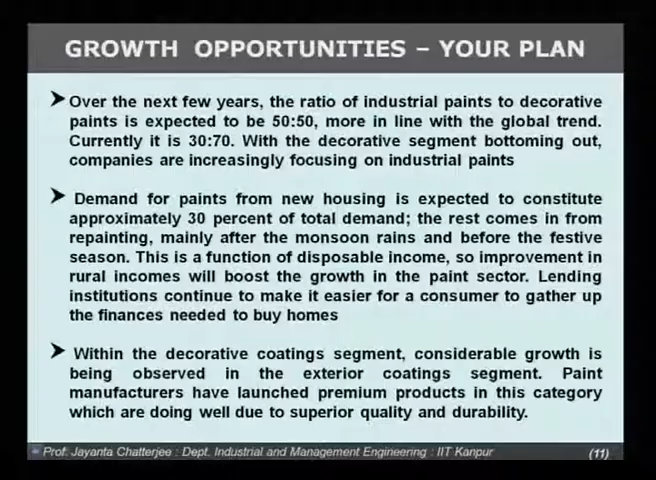 GROWTH OPPORTUNITIES – YOUR PLAN
Over the next few years, the ratio of industrial paints to decorative
paints is expected to be 50:50, more in line with the global trend.
Currently it is 30:70. With the decorative segment bottoming out,
companies are increasingly focusing on industrial paints
Demand for paints from new housing is expected to constitute
approximately 30 percent of total demand; the rest comes in from
repainting, mainly after the monsoon rains and before the festive
season. This is a function of disposable income, so improvement in
rural incomes will boost the growth in the paint sector. Lending
institutions continue to make it easier for a consumer to gather up
the finances needed to buy homes
Within the decorative coatings segment, considerable growth is
being observed in the exterior coatings segment. Paint
manufacturers have launched premium products in this category
which are doing well due to superior quality and durability.
Prof. Jayanta Chatterjee : Dept. Industrial and Management Engineering : IIT Kanpur (11)